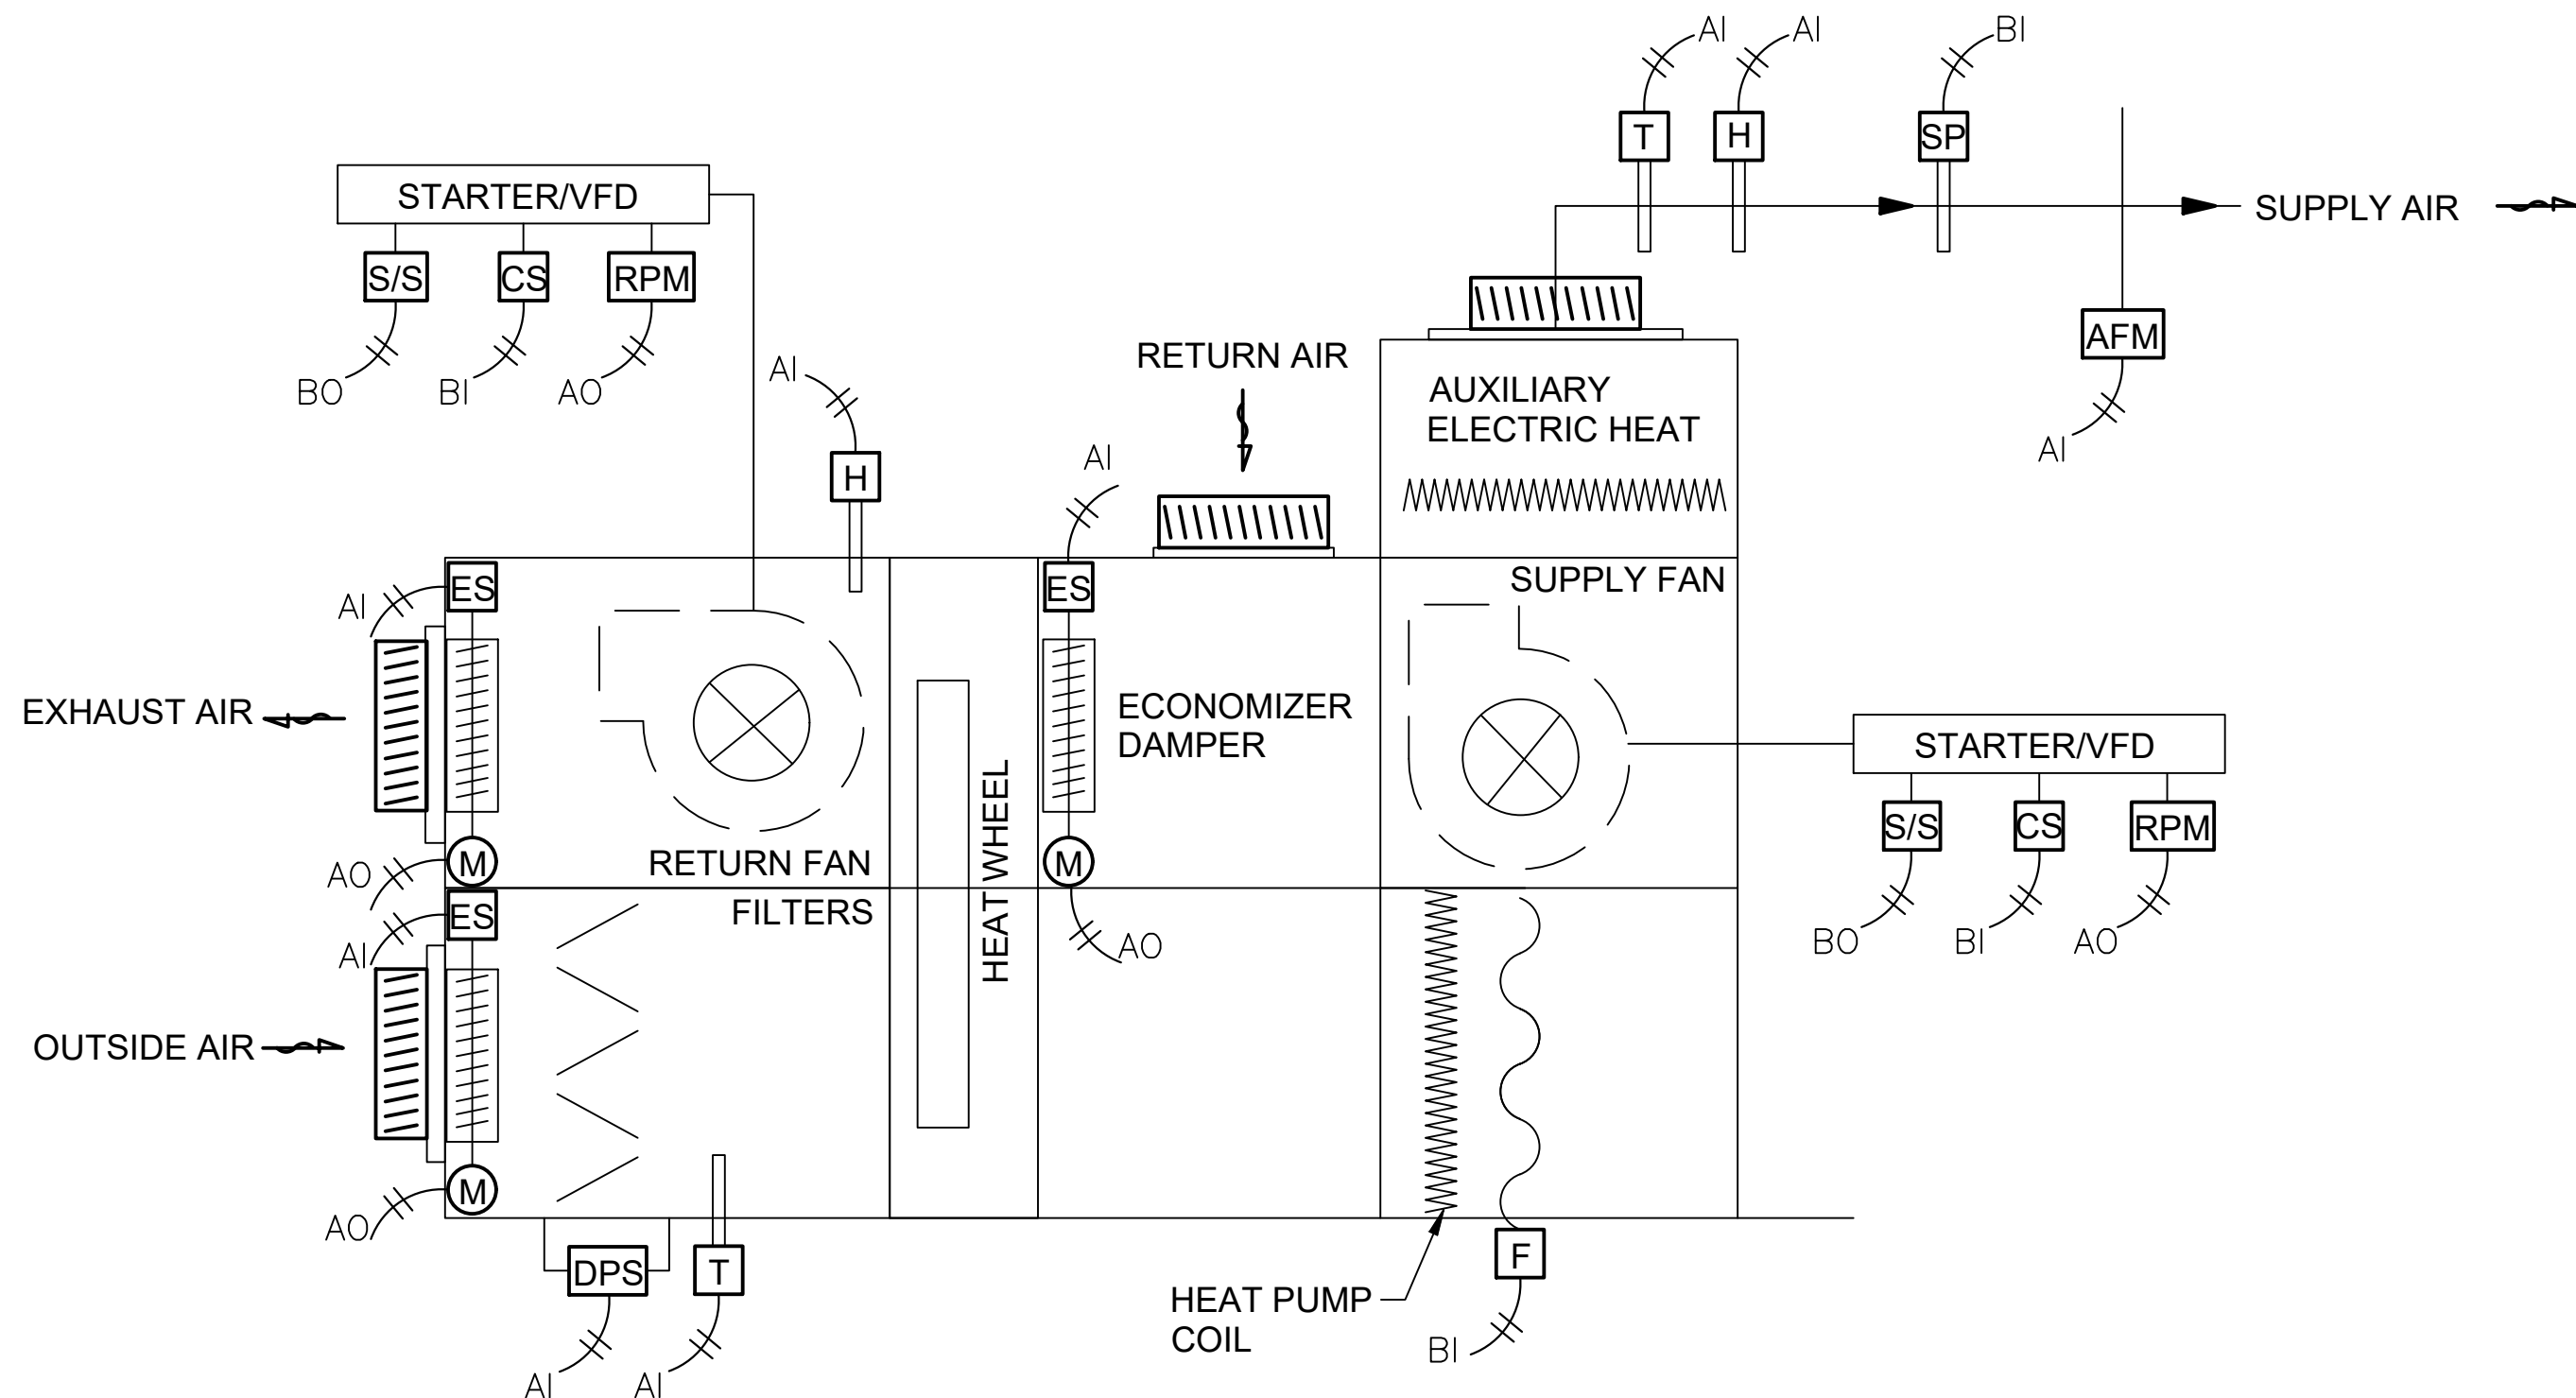 AI
AI
BI
T
H
SP
STARTER/VFD
SUPPLY AIR
S/S
CS
RPM
AFM
RETURN AIR
BO
BI
AO
AI
AUXILIARY
ELECTRIC HEAT
AI
AI
H
ES
ES
SUPPLY FAN
AI
EXHAUST AIR
ECONOMIZER
DAMPER
STARTER/VFD
HEAT WHEEL
S/S
CS
RPM
M
RETURN FAN
M
AO
ES
FILTERS
AI
AO
BO
BI
AO
OUTSIDE AIR
M
AO
DPS
T
F
HEAT PUMP
COIL
BI
AI
AI